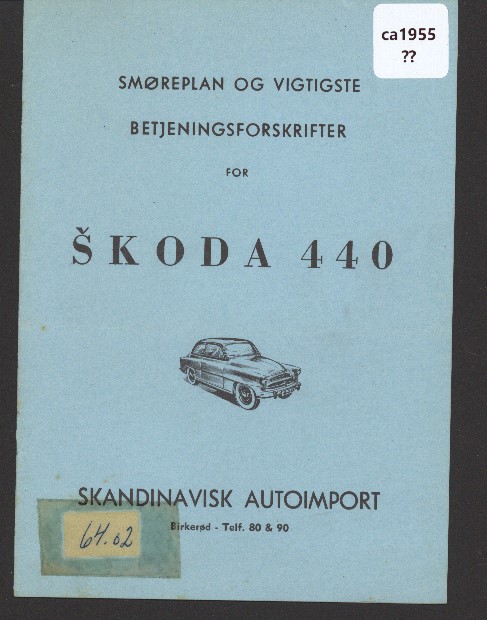 ca1955
??
SMØREPLAN OG VIGTIGSTE
BETJENINGSFORSKRIFTER
FOR
ŠKODA 440
SKANDINAVISK AUTOIMPORT
Birkerød - Telf. 80 & 90
64.02